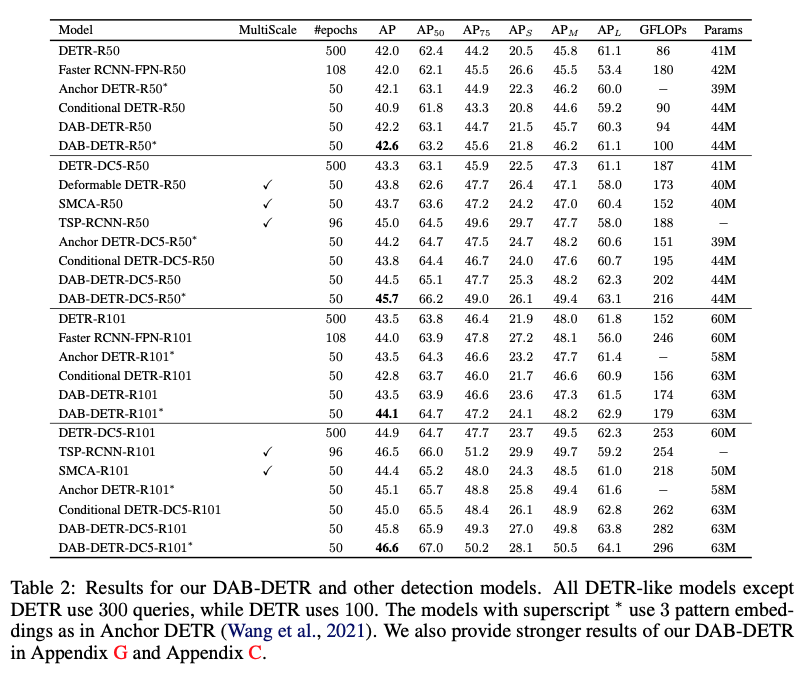 Model MultiScale #epochs AP AP50 AP75 APS APM APL GFLOPs Params
DETR-R50 500 42.0 62.4 44.2 20.5 45.8 61.1 86 41M
Faster RCNN-FPN-R50 108 42.0 62.1 45.5 26.6 45.5 53.4 180 42M
Anchor DETR-R50* 50 42.1 63.1 44.9 22.3 46.2 60.0 − 39M
Conditional DETR-R50 50 40.9 61.8 43.3 20.8 44.6 59.2 90 44M
DAB-DETR-R50 50 42.2 63.1 44.7 21.5 45.7 60.3 94 44M
DAB-DETR-R50* 50 42.6 63.2 45.6 21.8 46.2 61.1 100 44M
DETR-DC5-R50 500 43.3 63.1 45.9 22.5 47.3 61.1 187 41M
Deformable DETR-R50 ✓ 50 43.8 62.6 47.7 26.4 47.1 58.0 173 40M
SMCA-R50 ✓ 50 43.7 63.6 47.2 24.2 47.0 60.4 152 40M
TSP-RCNN-R50 ✓ 96 45.0 64.5 49.6 29.7 47.7 58.0 188 −
Anchor DETR-DC5-R50* 50 44.2 64.7 47.5 24.7 48.2 60.6 151 39M
Conditional DETR-DC5-R50 50 43.8 64.4 46.7 24.0 47.6 60.7 195 44M
DAB-DETR-DC5-R50 50 44.5 65.1 47.7 25.3 48.2 62.3 202 44M
DAB-DETR-DC5-R50* 50 45.7 66.2 49.0 26.1 49.4 63.1 216 44M
DETR-R101 500 43.5 63.8 46.4 21.9 48.0 61.8 152 60M
Faster RCNN-FPN-R101 108 44.0 63.9 47.8 27.2 48.1 56.0 246 60M
Anchor DETR-R101* 50 43.5 64.3 46.6 23.2 47.7 61.4 − 58M
Conditional DETR-R101 50 42.8 63.7 46.0 21.7 46.6 60.9 156 63M
DAB-DETR-R101 50 43.5 63.9 46.6 23.6 47.3 61.5 174 63M
DAB-DETR-R101* 50 44.1 64.7 47.2 24.1 48.2 62.9 179 63M
DETR-DC5-R101 500 44.9 64.7 47.7 23.7 49.5 62.3 253 60M
TSP-RCNN-R101 ✓ 96 46.5 66.0 51.2 29.9 49.7 59.2 254 −
SMCA-R101 ✓ 50 44.4 65.2 48.0 24.3 48.5 61.0 218 50M
Anchor DETR-R101* 50 45.1 65.7 48.8 25.8 49.4 61.6 − 58M
Conditional DETR-DC5-R101 50 45.0 65.5 48.4 26.1 48.9 62.8 262 63M
DAB-DETR-DC5-R101 50 45.8 65.9 49.3 27.0 49.8 63.8 282 63M
DAB-DETR-DC5-R101* 50 46.6 67.0 50.2 28.1 50.5 64.1 296 63M
Table 2: Results for our DAB-DETR and other detection models. All DETR-like models except
DETR use 300 queries, while DETR uses 100. The models with superscript * use 3 pattern embed-
dings as in Anchor DETR (Wang et al., 2021). We also provide stronger results of our DAB-DETR
in Appendix G and Appendix C.